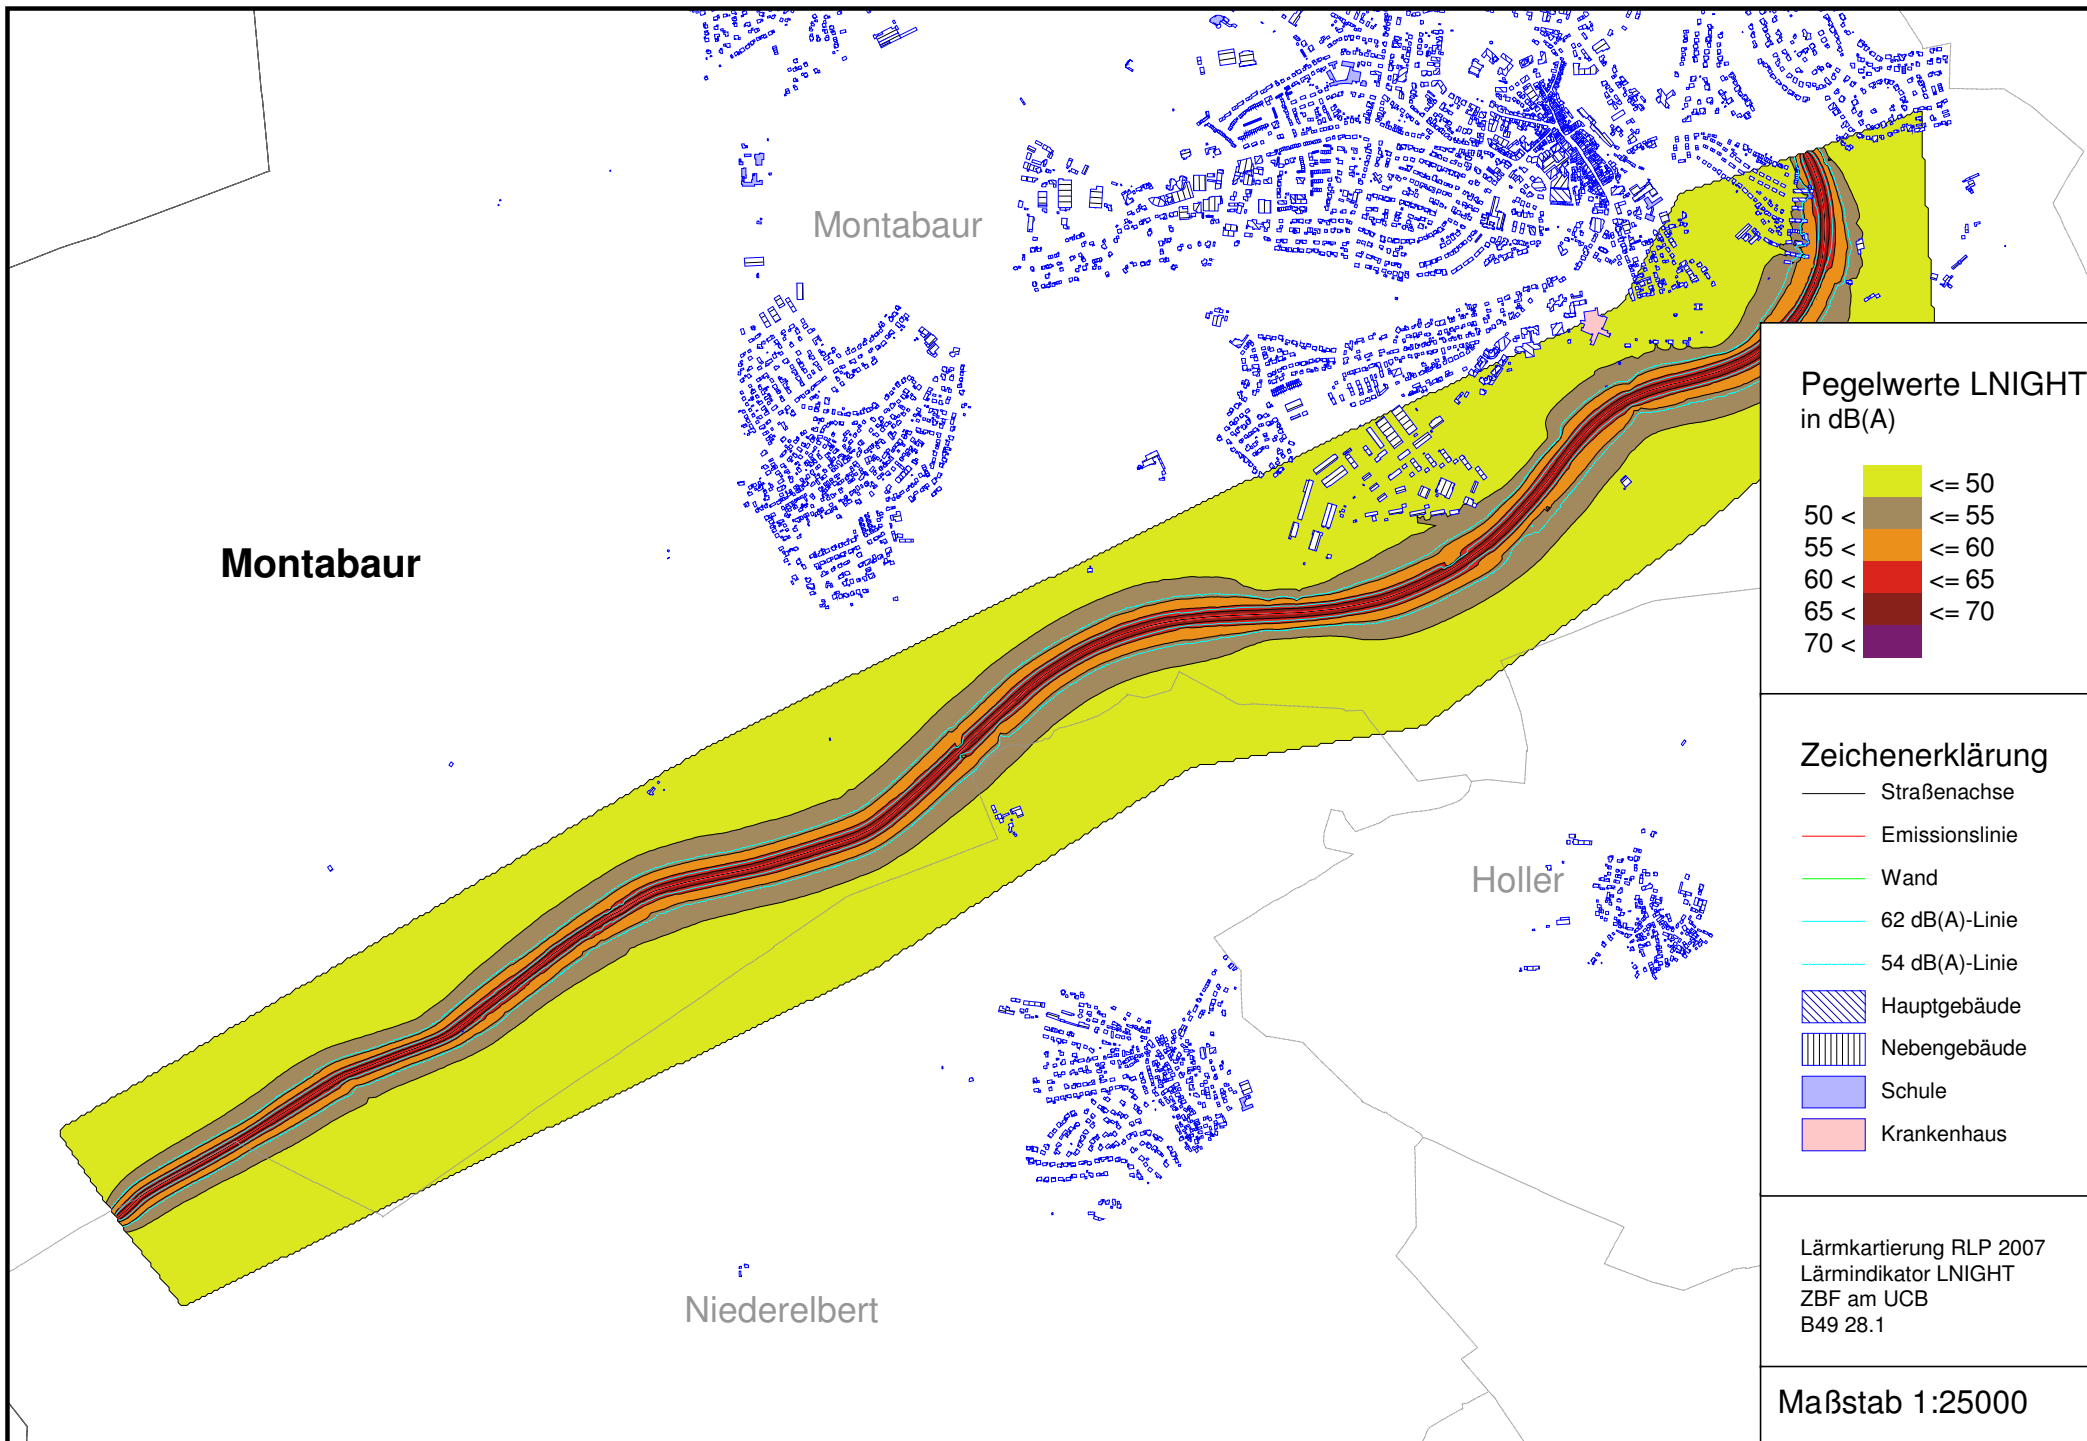 Montabaur
Montabaur
Holler
Niederelbert
Pegelwerte LNIGHT
in dB(A)
<= 50
50 < <= 55
55 < <= 60
60 < <= 65
65 < <= 70
70 <
Zeichenerklärung
Straßenachse
Emissionslinie
Wand
62 dB(A)-Linie
54 dB(A)-Linie
Hauptgebäude
Nebengebäude
Schule
Krankenhaus
Lärmkartierung RLP 2007
Lärmindikator LNIGHT
ZBF am UCB
B49 28.1
Maßstab 1:25000